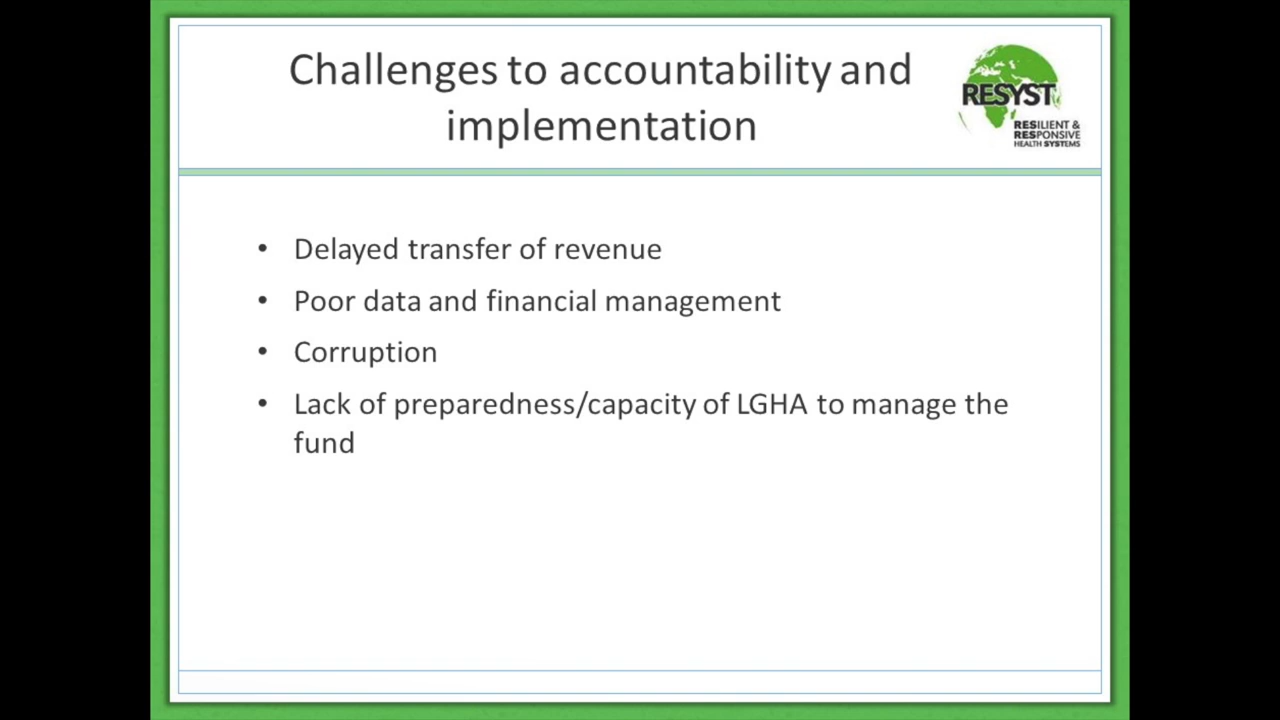 Challenges to accountability and
implementation
RESYST
RESILIENT &
RESPONSIVE
HEALTH SYSTEMS
• Delayed transfer of revenue
• Poor data and financial management
• Corruption
• Lack of preparedness/capacity of LGHA to manage the
fund